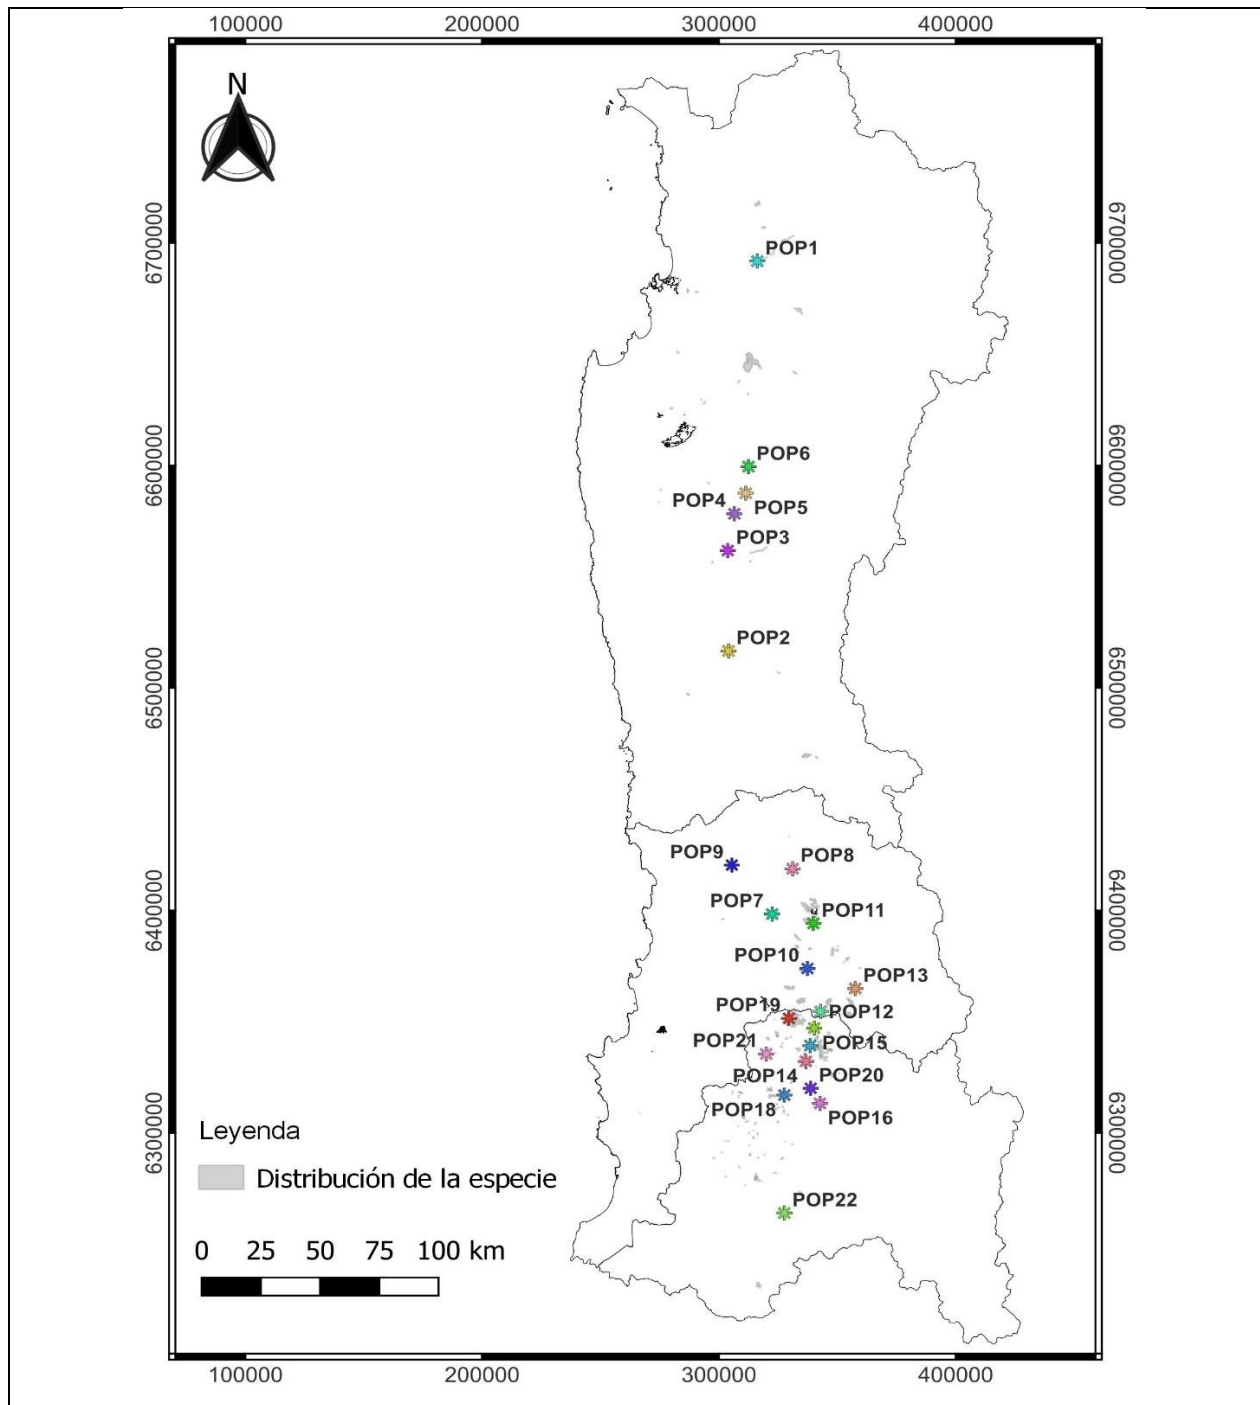 100000 200000 300000 400000
N
6700000 6700000
POP1
6600000 6600000
POP6
POP4 POP5
POP3
POP2
6500000 6500000
POP9 POP8
POP7 POP11
6400000 6400000
POP10
POP13
POP19 POP12
POP21 POP15
POP14 POP20
POP18 POP16
6300000 6300000
Leyenda
Distribución de la especie
POP22
0 25 50 75 100 km
100000 200000 300000 400000